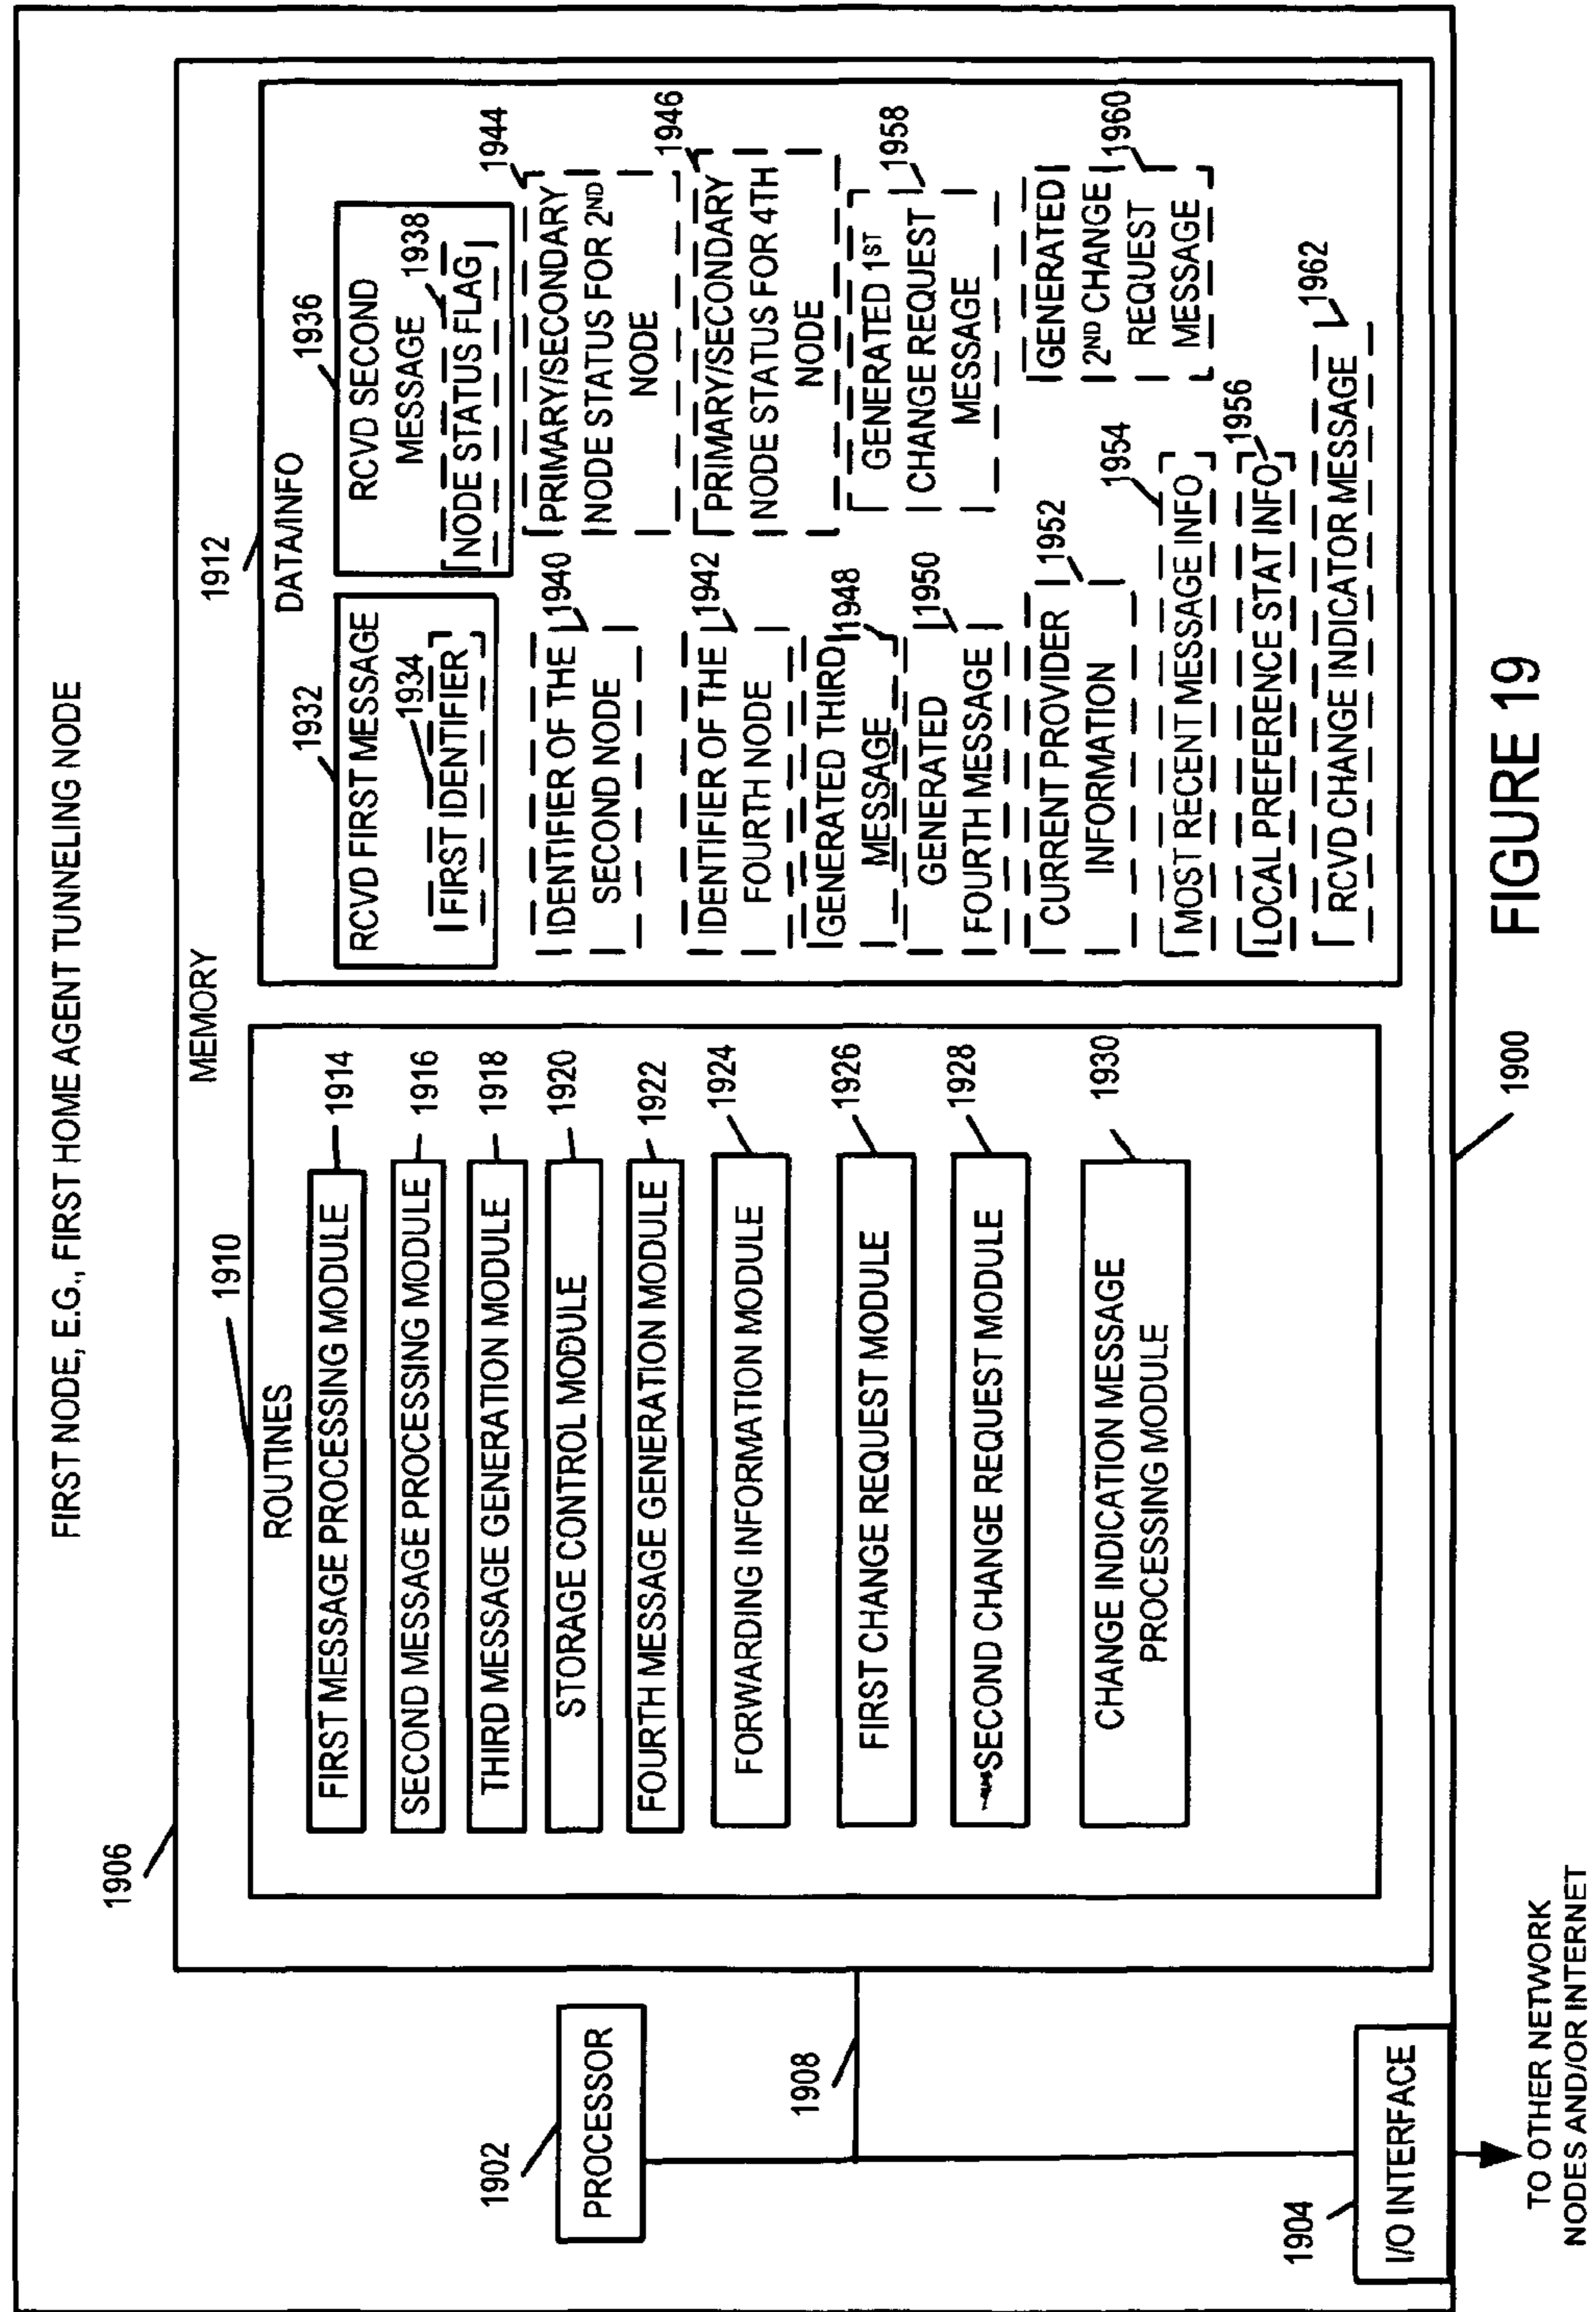 FIRST NODE, E.G., FIRST HOME AGENT TUNNELING NODE
1906
MEMORY
1902
PROCESSOR
1908
1904
I/O INTERFACE
TO OTHER NETWORK
NODES AND/OR INTERNET
1910
ROUTINES
FIRST MESSAGE PROCESSING MODULE
1914
SECOND MESSAGE PROCESSING MODULE
1916
THIRD MESSAGE GENERATION MODULE
1918
STORAGE CONTROL MODULE
1920
FOURTH MESSAGE GENERATION MODULE
1922
FORWARDING INFORMATION MODULE
1924
FIRST CHANGE REQUEST MODULE
1926
SECOND CHANGE REQUEST MODULE
1928
CHANGE INDICATION MESSAGE
PROCESSING MODULE
1930
1912
DATA/INFO
1932
RCVD FIRST MESSAGE
1934
FIRST IDENTIFIER
1936
RCVD SECOND
MESSAGE
1938
NODE STATUS FLAG
IDENTIFIER OF THE
SECOND NODE
1940
PRIMARY/SECONDARY
NODE STATUS FOR 2ND
NODE
1944
IDENTIFIER OF THE
FOURTH NODE
1942
PRIMARY/SECONDARY
NODE STATUS FOR 4TH
NODE
1946
GENERATED THIRD
MESSAGE
1948
GENERATED
FOURTH MESSAGE
1950
GENERATED 1ST
CHANGE REQUEST
MESSAGE
1958
CURRENT PROVIDER
INFORMATION
1952
GENERATED
2ND CHANGE
REQUEST
MESSAGE
1960
MOST RECENT MESSAGE INFO
1954
LOCAL PREFERENCE STAT INFO
1956
RCVD CHANGE INDICATOR MESSAGE
1962
1900
FIGURE 19